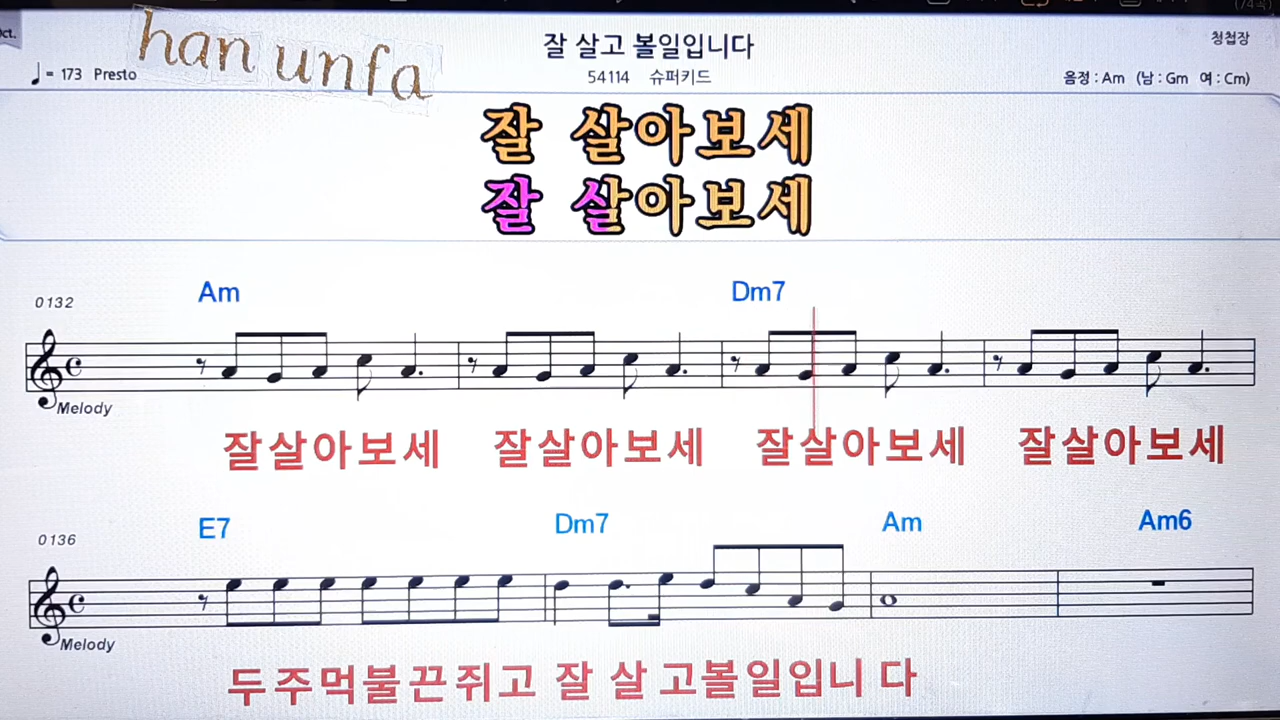 ct.
han unfa
잘 살고 볼일입니다
청첩장
♩= 173 Presto
54114 슈퍼키드
음정 : Am (남 : Gm 여 : Cm)
잘 살아보세
잘 살아보세
0132
Am Dm7
Melody
잘살아보세 잘살아보세 잘살아보세 잘살아보세
0136
E7 Dm7 Am Am6
Melody
두주먹불끈쥐고 잘 살 고볼일입니 다